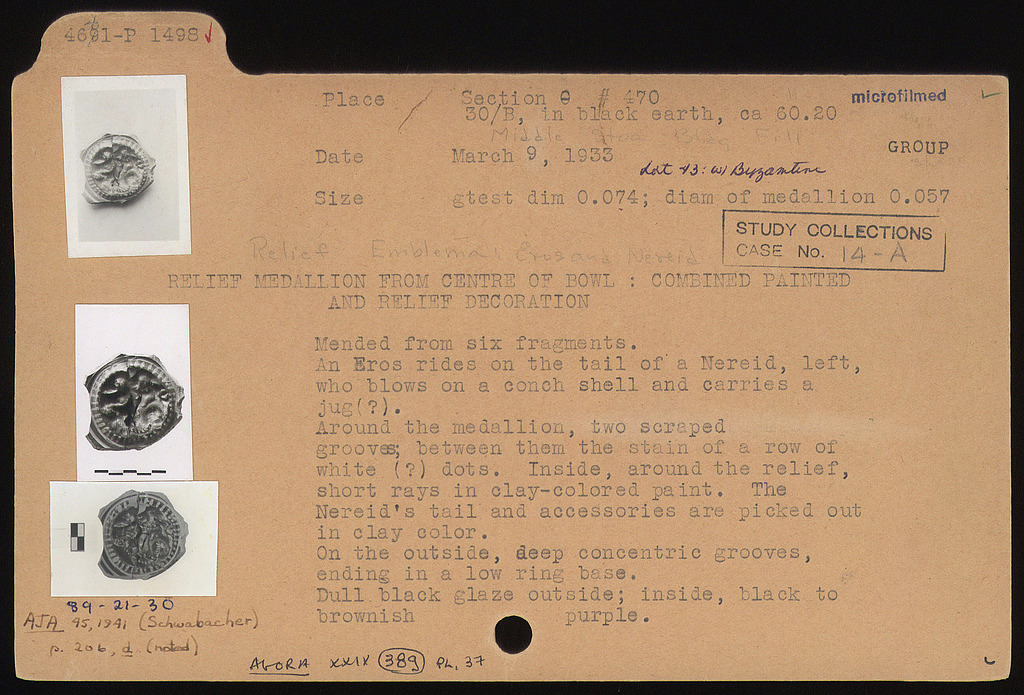 4681-P 1498 ✓
Place / Section O # 470
30/B, in black earth, ca 60.20
microfilmed
Middle Stoa Bldg Fill
Date March 9, 1933
GROUP
Lot 43: w/ Byzantine
Size gtest dim 0.074; diam of medallion 0.057
STUDY COLLECTIONS
CASE No. 14-A
Relief Emblema: Eros and Nereid
RELIEF MEDALLION FROM CENTRE OF BOWL : COMBINED PAINTED
AND RELIEF DECORATION
Mended from six fragments.
An Eros rides on the tail of a Nereid, left,
who blows on a conch shell and carries a
jug(?).
Around the medallion, two scraped
grooves; between them the stain of a row of
white (?) dots. Inside, around the relief,
short rays in clay-colored paint. The
Nereid's tail and accessories are picked out
in clay color.
On the outside, deep concentric grooves,
ending in a low ring base.
Dull black glaze outside; inside, black to
brownish purple.
89-21-30
AJA 45, 1941 (Schwabacher)
p. 206, d. (noted)
AGORA XXIX 389 PL. 37